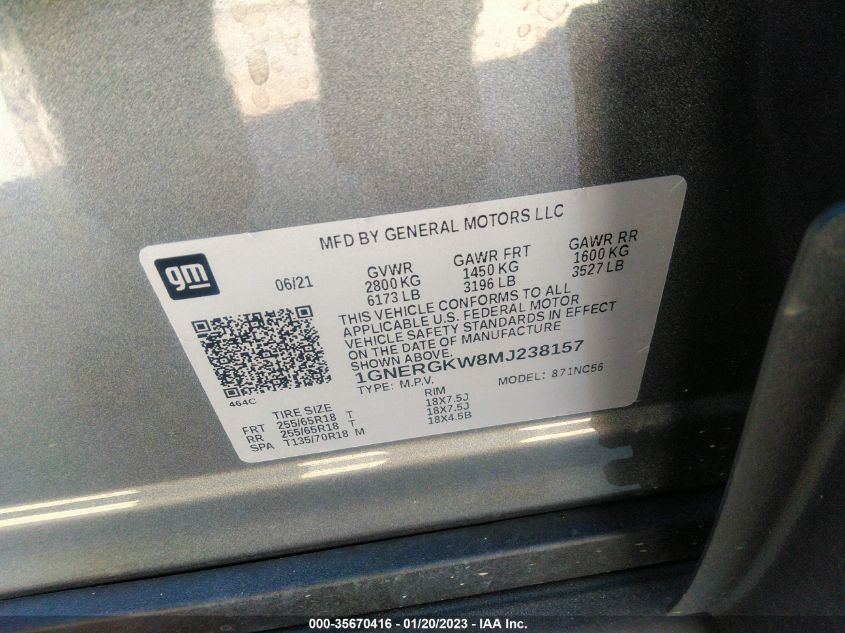 MFD BY GENERAL MOTORS LLC
gm
06/21
GVWR GAWR FRT GAWR RR
2800 KG 1450 KG 1600 KG
6173 LB 3196 LB 3527 LB
THIS VEHICLE CONFORMS TO ALL
APPLICABLE U.S. FEDERAL MOTOR
VEHICLE SAFETY STANDARDS IN EFFECT
ON THE DATE OF MANUFACTURE
SHOWN ABOVE.
1GNERGKW8MJ238157
TYPE: M.P.V. MODEL: 871NC56
464C
TIRE SIZE RIM
FRT 255/65R18 T 18X7.5J
RR 255/65R18 T 18X7.5J
SPA T135/70R18 M 18X4.5B
000-35670416 - 01/20/2023 - IAA Inc.